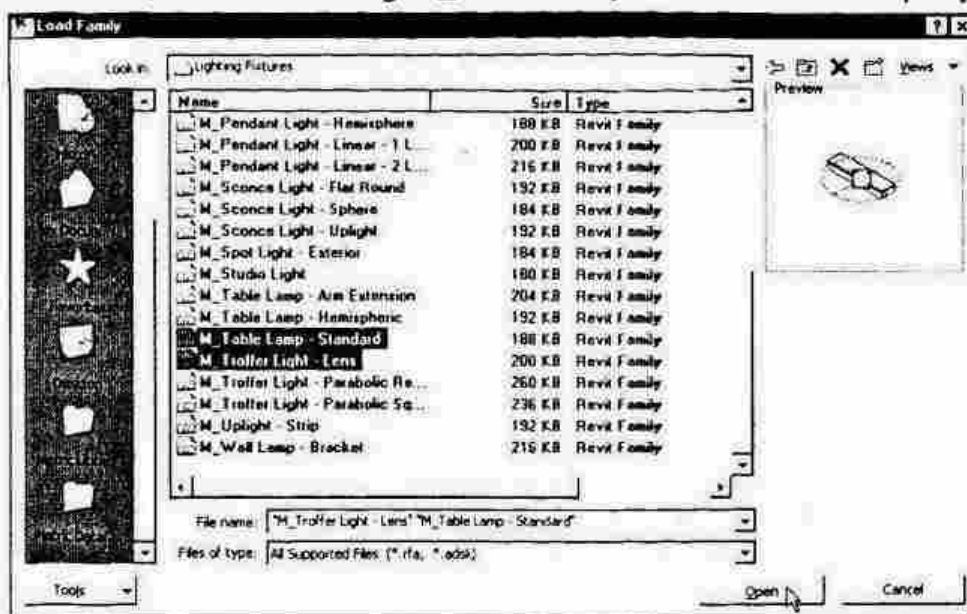 Load Family
Look in: Lighting Fixtures
Views
Preview
Name Size Type
M_Pendant Light - Hemisphere 188 KB Revit Family
M_Pendant Light - Linear - 1 L... 200 KB Revit Family
M_Pendant Light - Linear - 2 L... 216 KB Revit Family
M_Sconce Light - Flat Round 192 KB Revit Family
M_Sconce Light - Sphere 184 KB Revit Family
M_Sconce Light - Uplight 192 KB Revit Family
M_Spot Light - Exterior 184 KB Revit Family
M_Studio Light 180 KB Revit Family
M_Table Lamp - Arm Extension 204 KB Revit Family
M_Table Lamp - Hemispheric 192 KB Revit Family
M_Table Lamp - Standard 188 KB Revit Family
M_Troffer Light - Lens 200 KB Revit Family
M_Troffer Light - Parabolic Re... 260 KB Revit Family
M_Troffer Light - Parabolic Sq... 236 KB Revit Family
M_Uplight - Strip 192 KB Revit Family
M_Wall Lamp - Bracket 216 KB Revit Family
File name: "M_Troffer Light - Lens" "M_Table Lamp - Standard"
Files of type: All Supported Files (*.rfa, *.adsk)
Tools Open Cancel